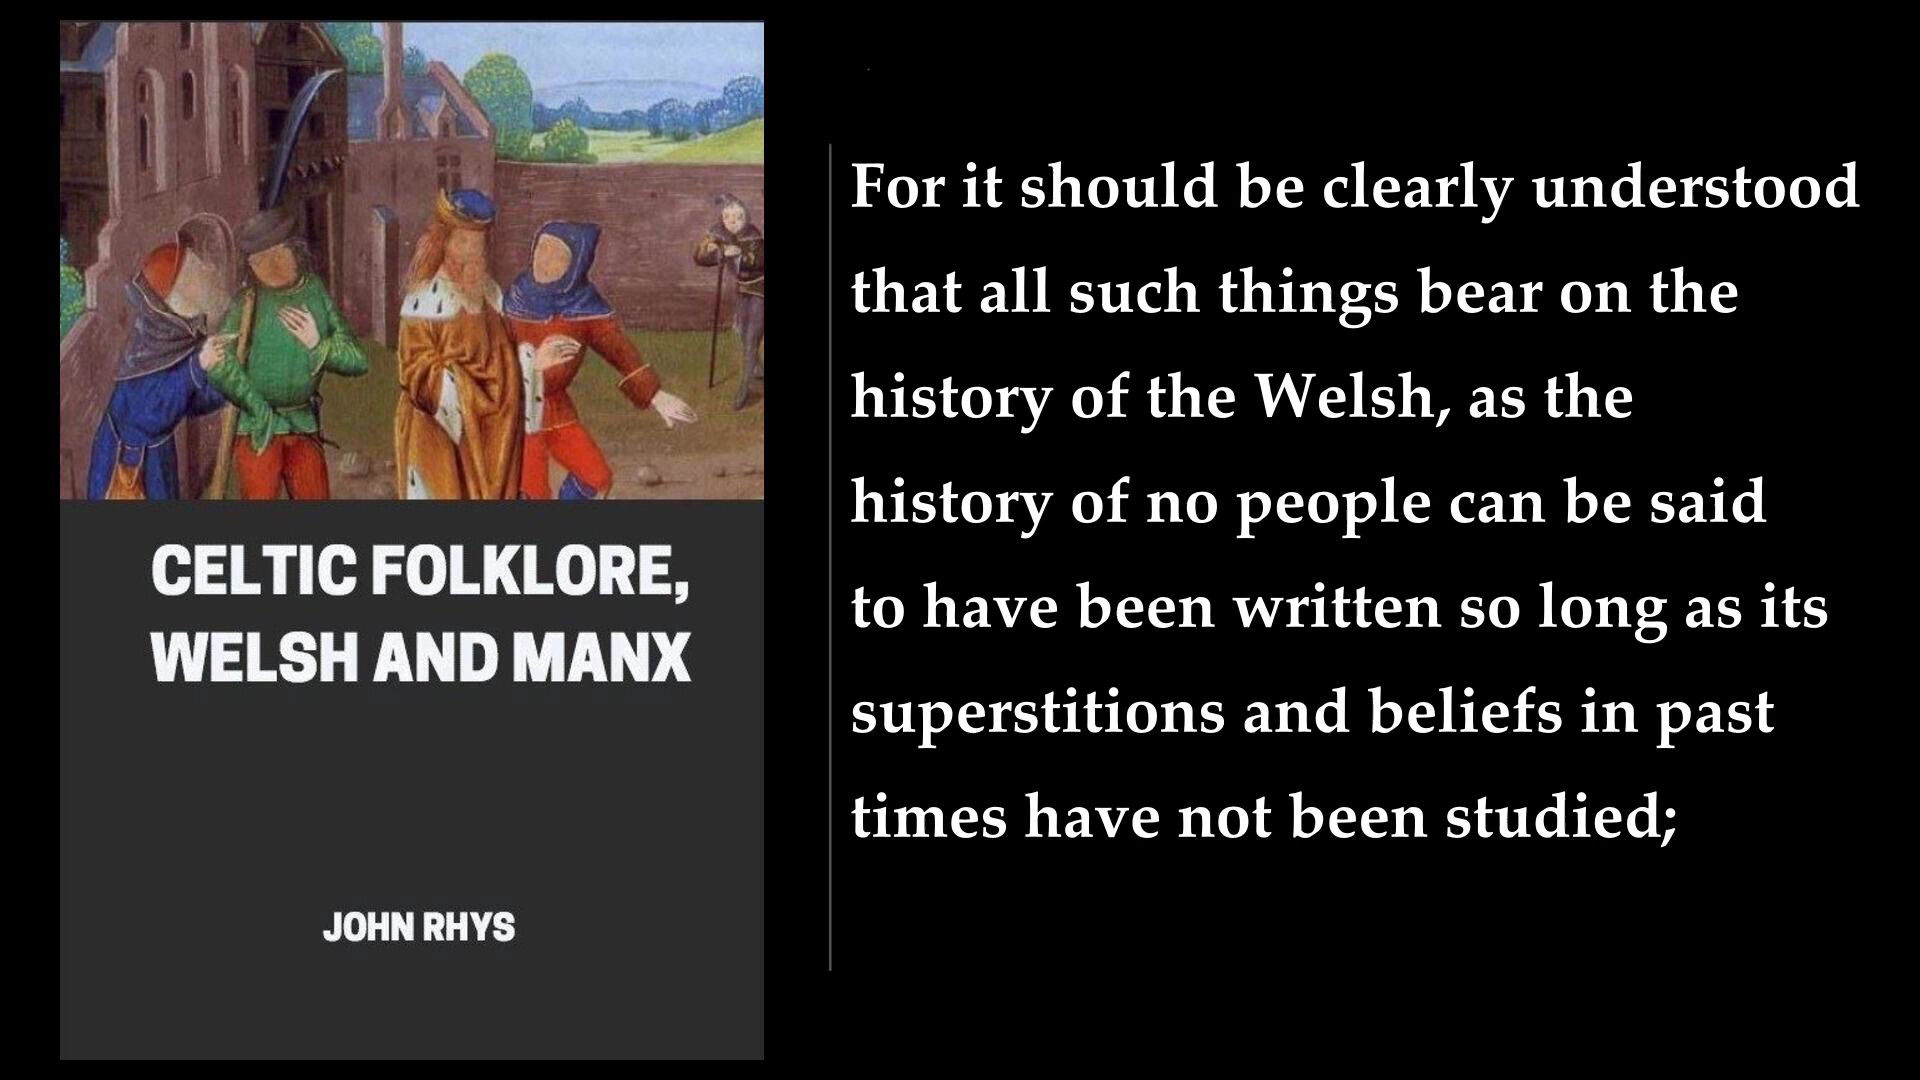 CELTIC FOLKLORE,
WELSH AND MANX
JOHN RHYS
For it should be clearly understood
that all such things bear on the
history of the Welsh, as the
history of no people can be said
to have been written so long as its
superstitions and beliefs in past
times have not been studied;